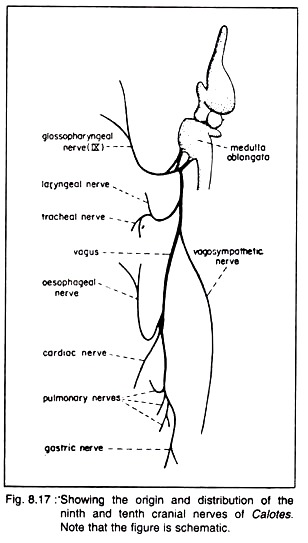 glossopharyngeal
nerve (IX)
medulla
oblongata
laryngeal nerve
tracheal nerve
vagus
vagosympathetic
nerve
oesophageal
nerve
cardiac nerve
pulmonary nerves
gastric nerve
Fig. 8.17 : Showing the origin and distribution of the
ninth and tenth cranial nerves of Calotes.
Note that the figure is schematic.